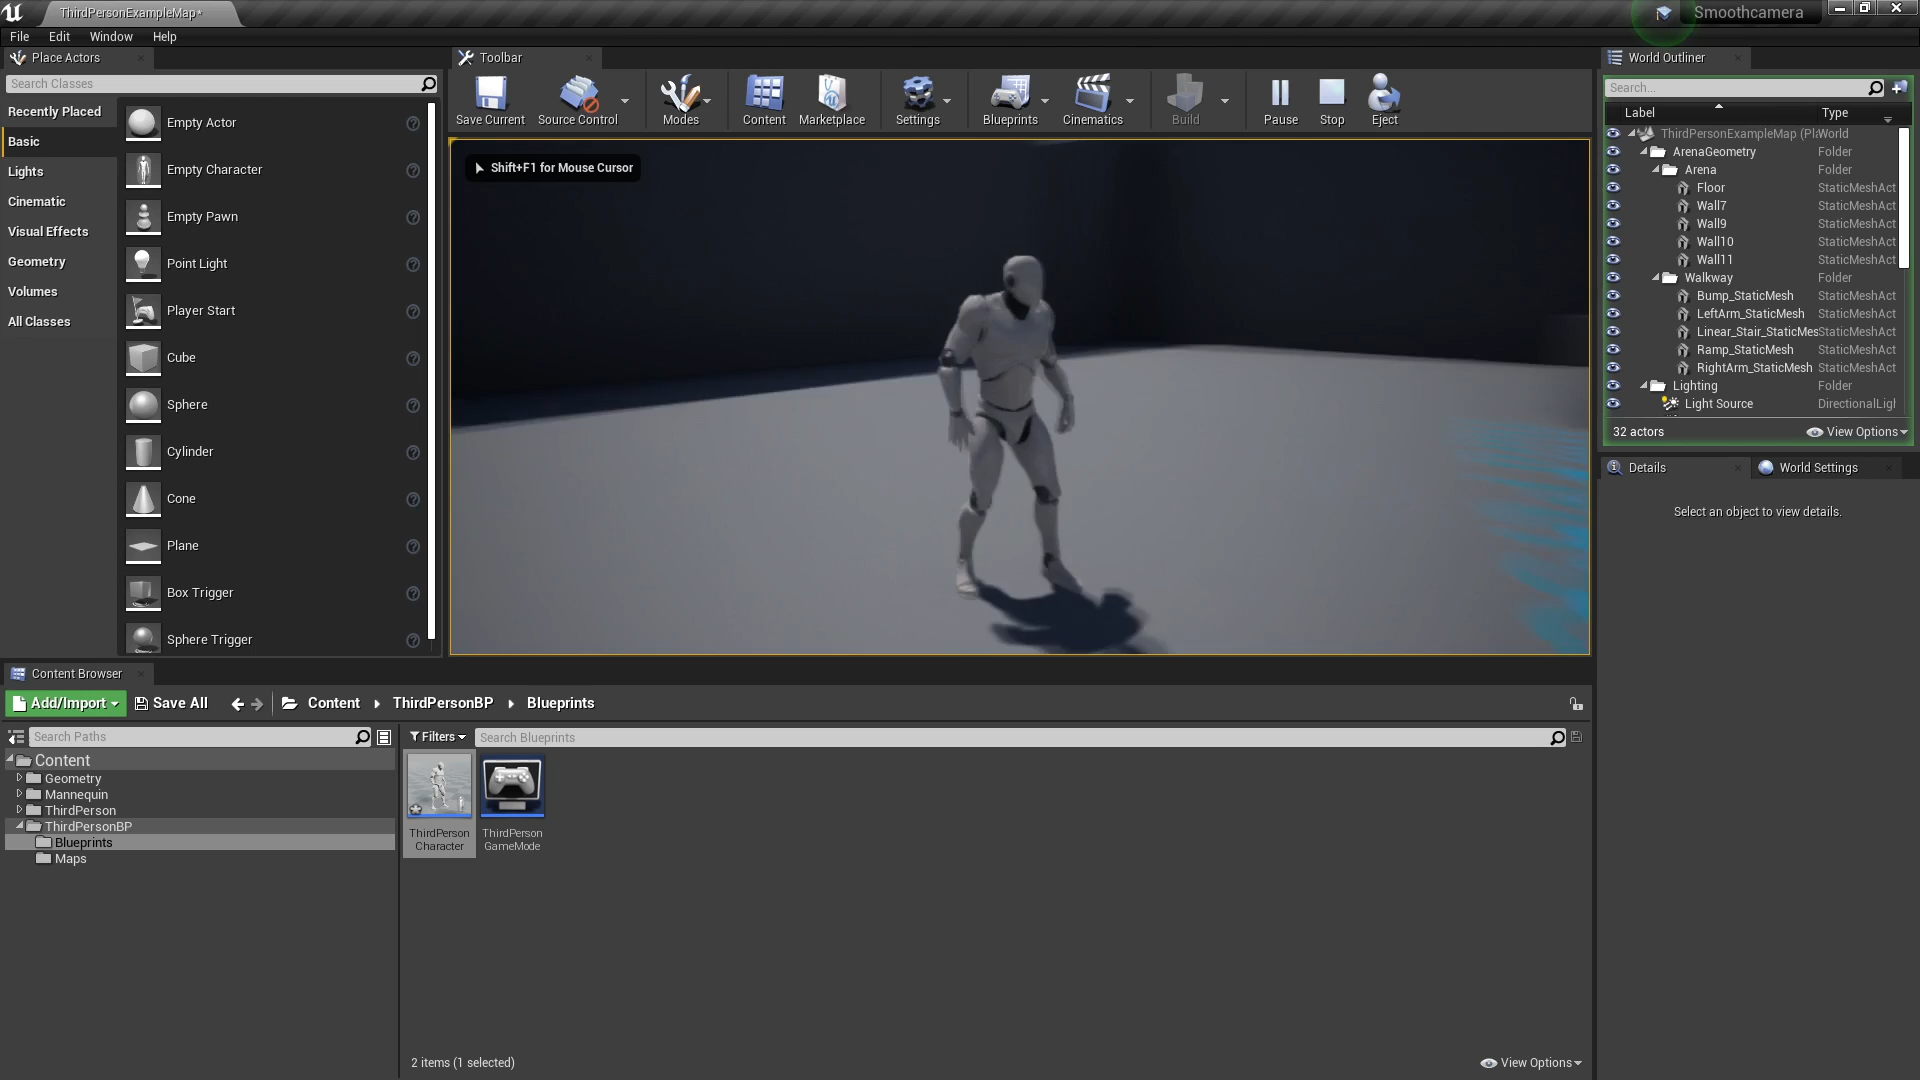 ThirdPersonExampleMap*
Smoothcamera
File Edit Window Help
Place Actors
Search Classes
Recently Placed
Basic
Lights
Cinematic
Visual Effects
Geometry
Volumes
All Classes
Empty Actor
Empty Character
Empty Pawn
Point Light
Player Start
Cube
Sphere
Cylinder
Cone
Plane
Box Trigger
Sphere Trigger
Toolbar
Save Current Source Control Modes Content Marketplace Settings Blueprints Cinematics Build Pause Stop Eject
Shift+F1 for Mouse Cursor
World Outliner
Search...
Label Type
ThirdPersonExampleMap (Pla World
ArenaGeometry Folder
Arena Folder
Floor StaticMeshAct
Wall7 StaticMeshAct
Wall9 StaticMeshAct
Wall10 StaticMeshAct
Wall11 StaticMeshAct
Walkway Folder
Bump_StaticMesh StaticMeshAct
LeftArm_StaticMesh StaticMeshAct
Linear_Stair_StaticMes StaticMeshAct
Ramp_StaticMesh StaticMeshAct
RightArm_StaticMesh StaticMeshAct
Lighting Folder
Light Source DirectionalLigh
32 actors View Options
Details World Settings
Select an object to view details.
Content Browser
Add/Import Save All Content ThirdPersonBP Blueprints
Search Paths
Content
Geometry
Mannequin
ThirdPerson
ThirdPersonBP
Blueprints
Maps
Filters Search Blueprints
ThirdPerson
Character
ThirdPerson
GameMode
2 items (1 selected) View Options